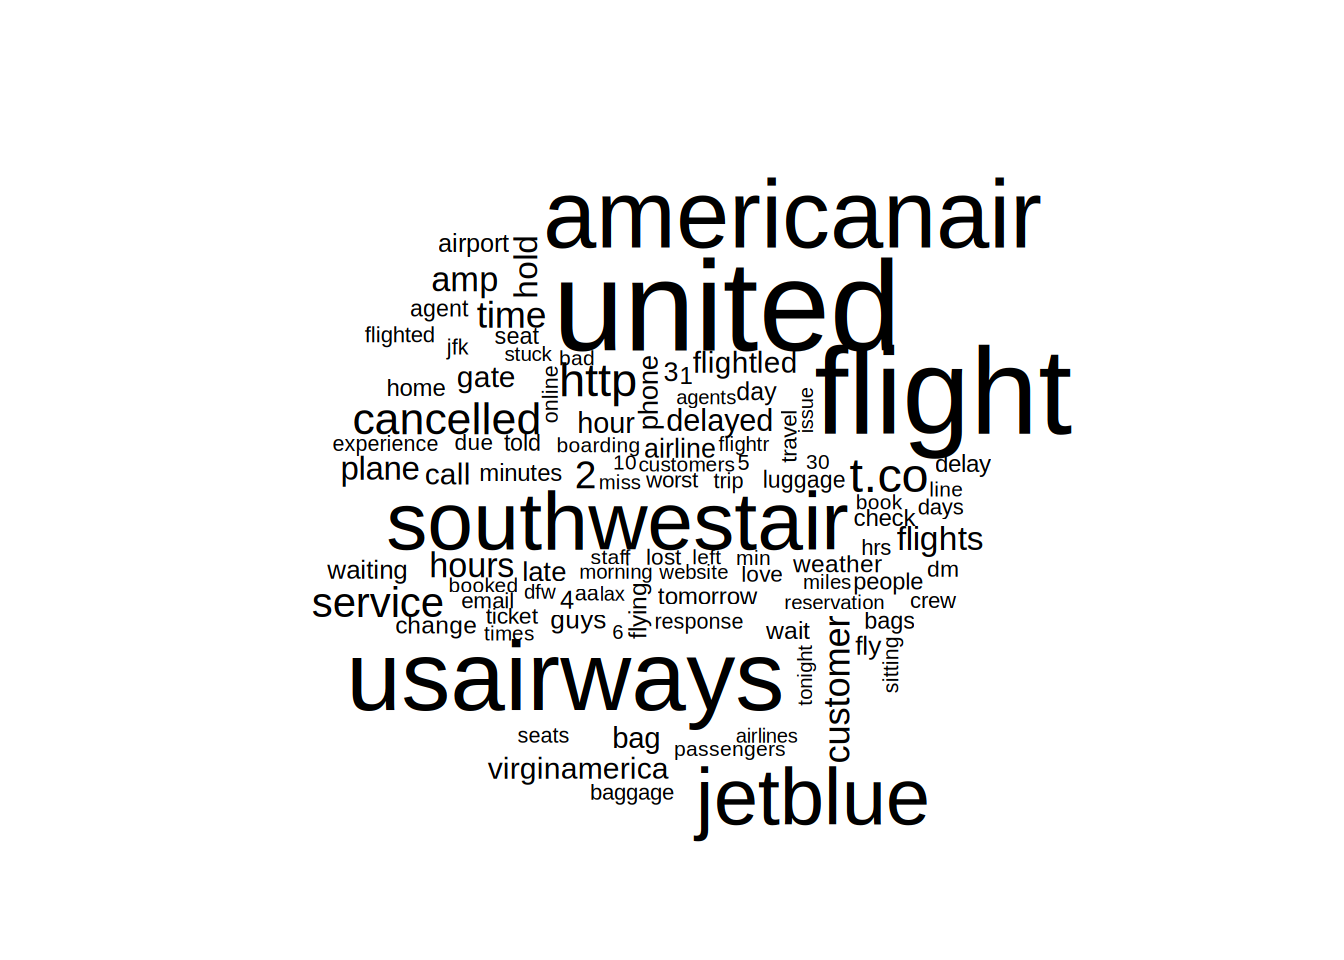 americanair
airport
hold
amp
united
agent
time
flighted
seat
jfk
stuck
bad
flight
home
gate
online
http
phone
3
1
flightled
agents
day
issue
cancelled
hour
delayed
travel
experience
due
told
boarding
airline
flightr
plane
call
minutes
2
10
customers
5
30
miss
worst
trip
luggage
t.co
delay
line
southwestair
book
days
check
hrs
flights
waiting
hours
late
staff
lost
left
min
morning
website
love
weather
miles
people
dm
booked
dfw
service
email
4
aa
lax
flying
tomorrow
reservation
crew
change
ticket
times
guys
6
response
wait
customer
bags
fly
sitting
usairways
tonight
seats
bag
airlines
passengers
virginamerica
baggage
jetblue